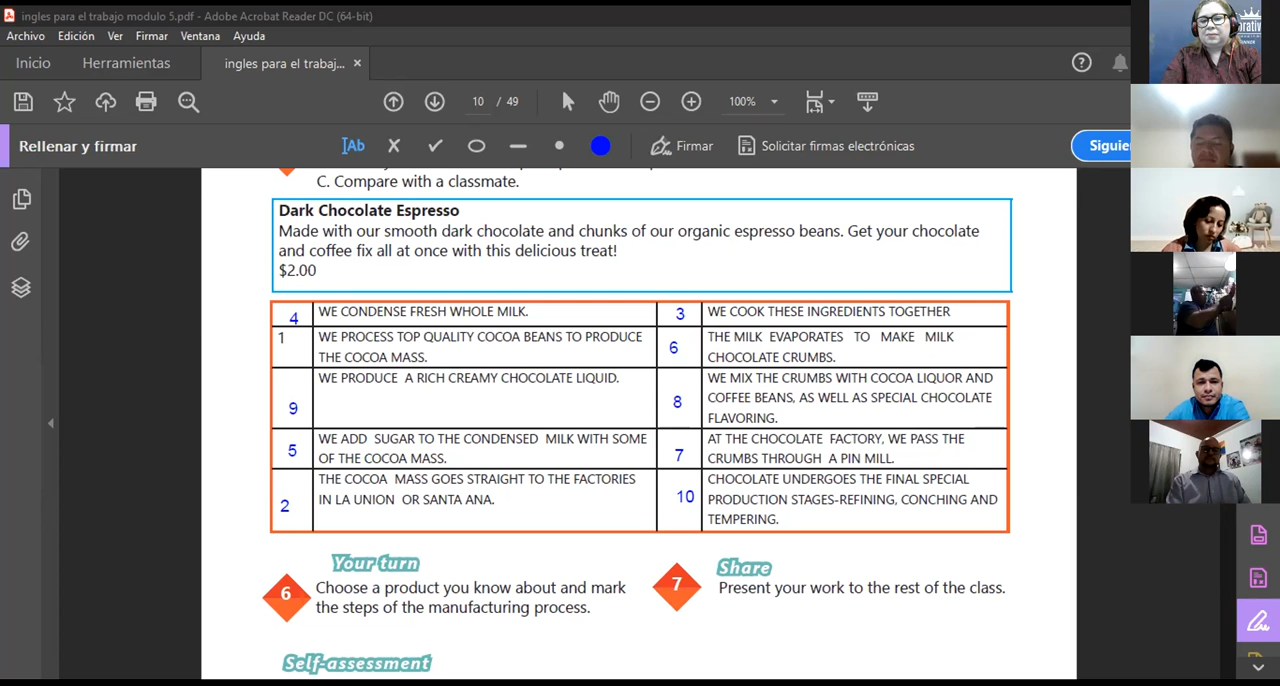 ingles para el trabajo modulo 5.pdf - Adobe Acrobat Reader DC (64-bit)
Archivo Edición Ver Firmar Ventana Ayuda
Inicio Herramientas ingles para el trabaj... ×
10 / 49 100%
Rellenar y firmar
Ab
Firmar
Solicitar firmas electrónicas
Siguie
C. Compare with a classmate.
Dark Chocolate Espresso
Made with our smooth dark chocolate and chunks of our organic espresso beans. Get your chocolate
and coffee fix all at once with this delicious treat!
$2.00
4 WE CONDENSE FRESH WHOLE MILK.
3 WE COOK THESE INGREDIENTS TOGETHER
1 WE PROCESS TOP QUALITY COCOA BEANS TO PRODUCE
THE COCOA MASS.
6 THE MILK EVAPORATES TO MAKE MILK
CHOCOLATE CRUMBS.
9 WE PRODUCE A RICH CREAMY CHOCOLATE LIQUID.
8 WE MIX THE CRUMBS WITH COCOA LIQUOR AND
COFFEE BEANS, AS WELL AS SPECIAL CHOCOLATE
FLAVORING.
5 WE ADD SUGAR TO THE CONDENSED MILK WITH SOME
OF THE COCOA MASS.
7 AT THE CHOCOLATE FACTORY, WE PASS THE
CRUMBS THROUGH A PIN MILL.
2 THE COCOA MASS GOES STRAIGHT TO THE FACTORIES
IN LA UNION OR SANTA ANA.
10 CHOCOLATE UNDERGOES THE FINAL SPECIAL
PRODUCTION STAGES-REFINING, CONCHING AND
TEMPERING.
Your turn
6 Choose a product you know about and mark
the steps of the manufacturing process.
Share
7 Present your work to the rest of the class.
Self-assessment